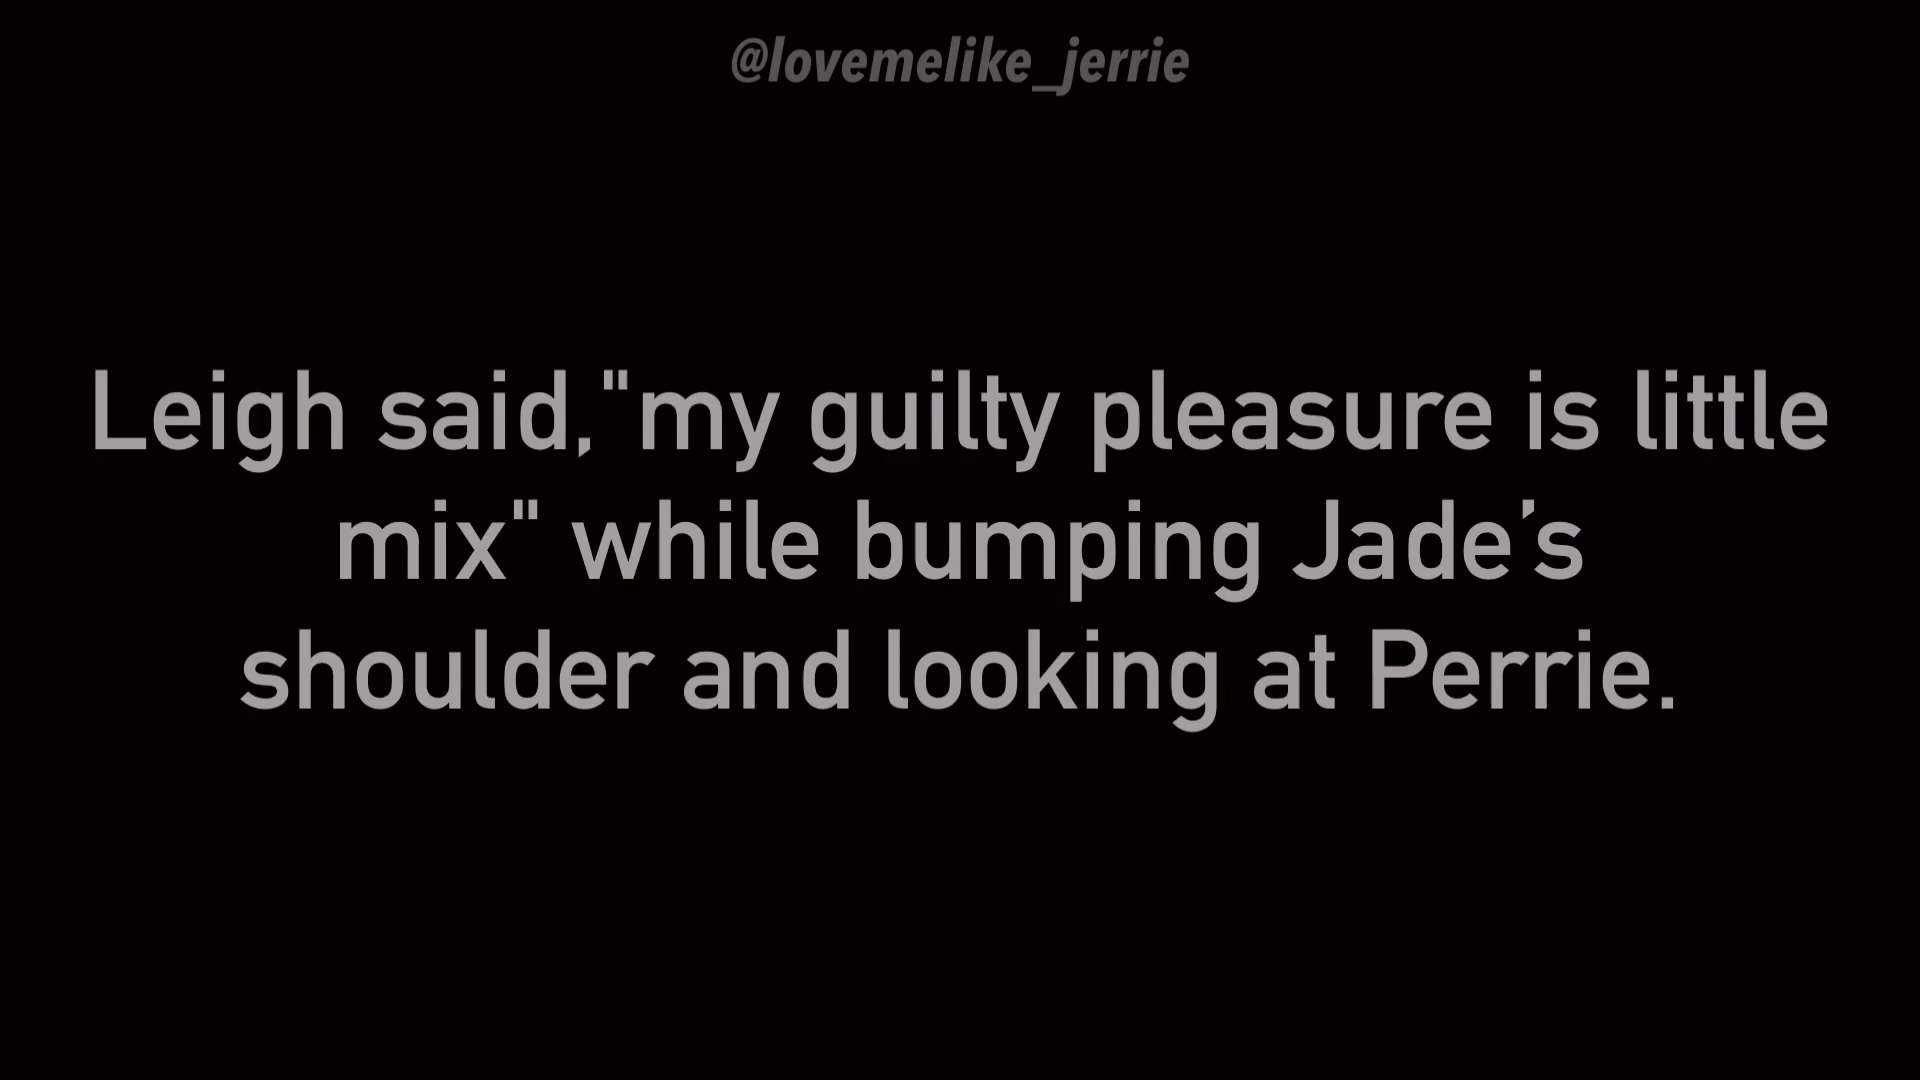 @lovemelike_jerrie
Leigh said,"my guilty pleasure is little
mix" while bumping Jade’s
shoulder and looking at Perrie.